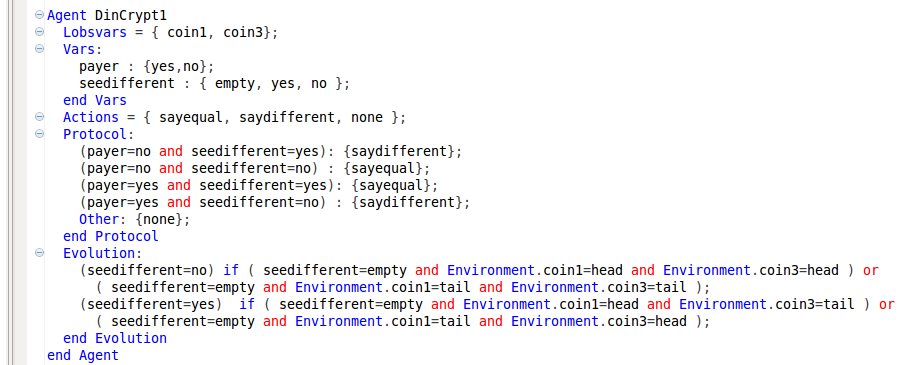 Agent DinCrypt1
  Lobsvars = { coin1, coin3};
  Vars:
    payer : {yes,no};
    seedifferent : { empty, yes, no };
  end Vars
  Actions = { sayequal, saydifferent, none };
  Protocol:
    (payer=no and seedifferent=yes): {saydifferent};
    (payer=no and seedifferent=no) : {sayequal};
    (payer=yes and seedifferent=yes): {sayequal};
    (payer=yes and seedifferent=no) : {saydifferent};
    Other: {none};
  end Protocol
  Evolution:
    (seedifferent=no) if ( seedifferent=empty and Environment.coin1=head and Environment.coin3=head ) or
      ( seedifferent=empty and Environment.coin1=tail and Environment.coin3=tail );
    (seedifferent=yes)  if ( seedifferent=empty and Environment.coin1=head and Environment.coin3=tail ) or
      ( seedifferent=empty and Environment.coin1=tail and Environment.coin3=head );
  end Evolution
end Agent